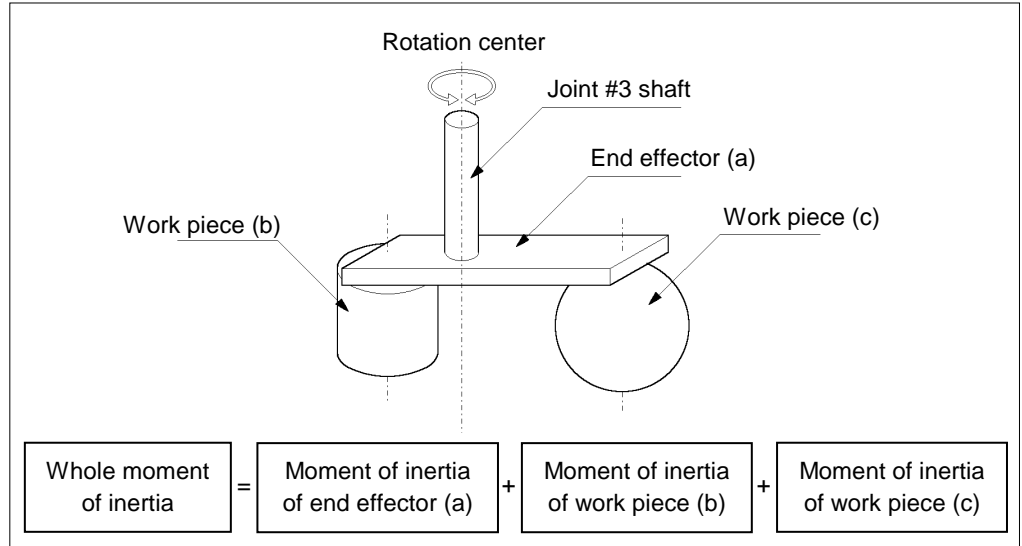 Rotation center
Joint #3 shaft
End effector (a)
Work piece (b)
Work piece (c)
Whole moment
of inertia
=
Moment of inertia
of end effector (a)
+
Moment of inertia
of work piece (b)
+
Moment of inertia
of work piece (c)